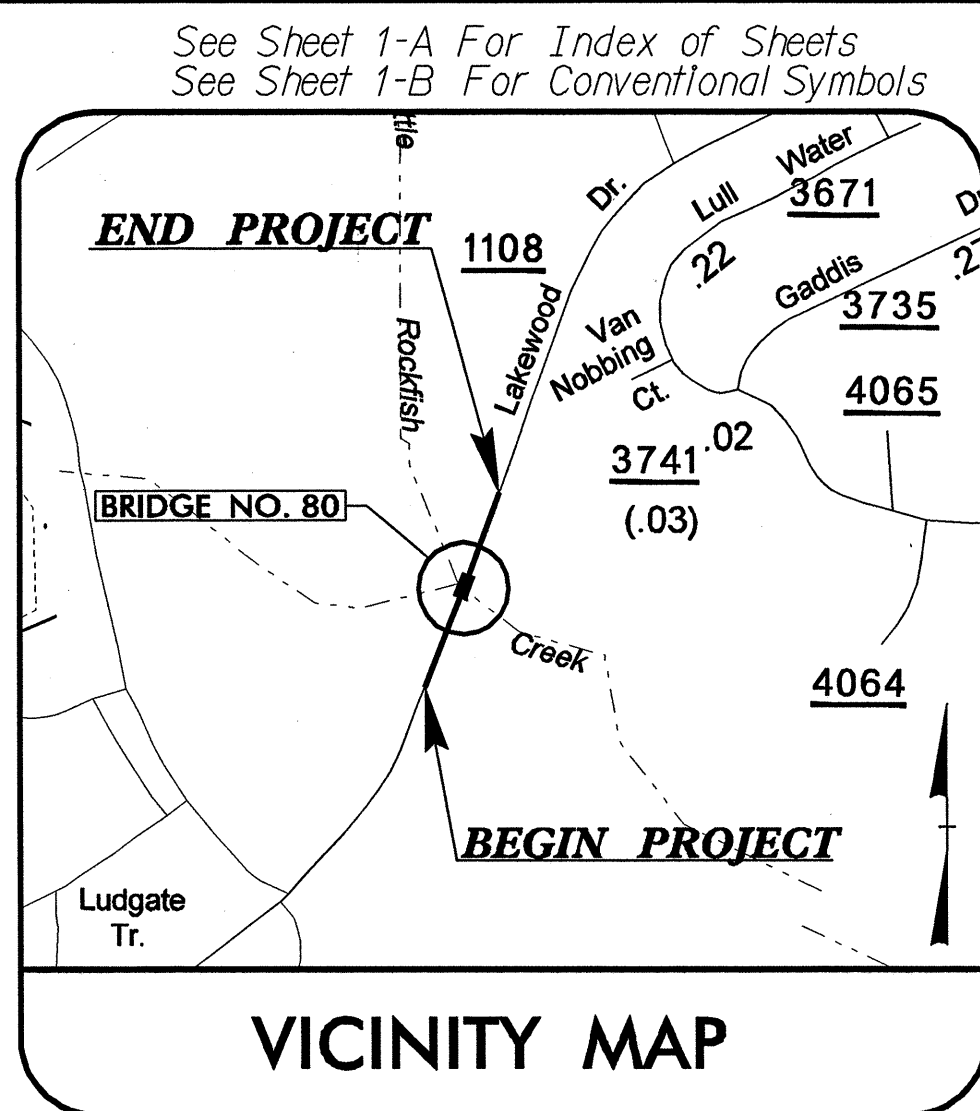 See Sheet 1-A For Index of Sheets
See Sheet 1-B For Conventional Symbols
ttle
Dr.
Lull Water
3671
END PROJECT
1108
.22
Gaddis
3735
Lakewood
Rockfish
Van
Nobbing
Ct.
4065
3741 .02
(.03)
BRIDGE NO. 80
Creek
4064
BEGIN PROJECT
Ludgate
Tr.
VICINITY MAP